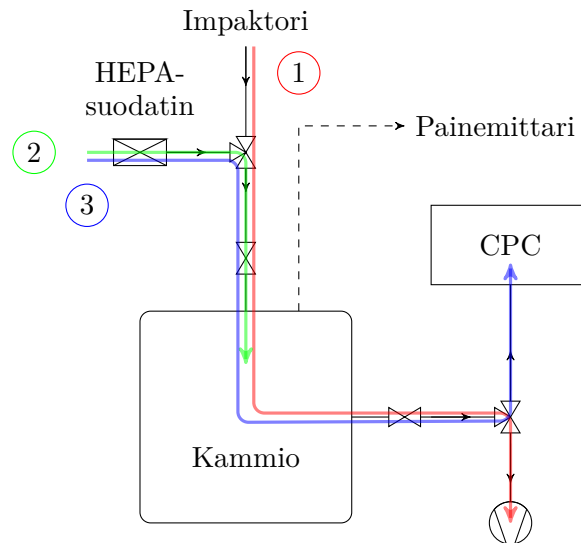 Impaktori
1
HEPA-
suodatin
Painemittari
2
3
CPC
Kammio